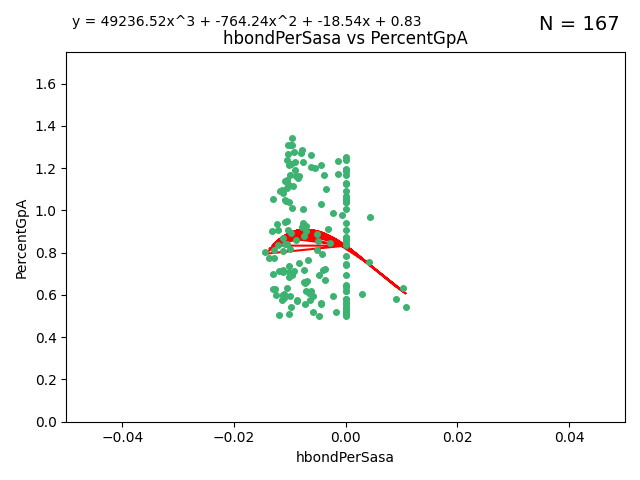 y = 49236.52x^3 + -764.24x^2 + -18.54x + 0.83
N = 167
hbondPerSasa vs PercentGpA
1.6
1.4
1.2
1.0
0.8
0.6
0.4
0.2
0.0
PercentGpA
−0.04 −0.02 0.00 0.02 0.04
hbondPerSasa